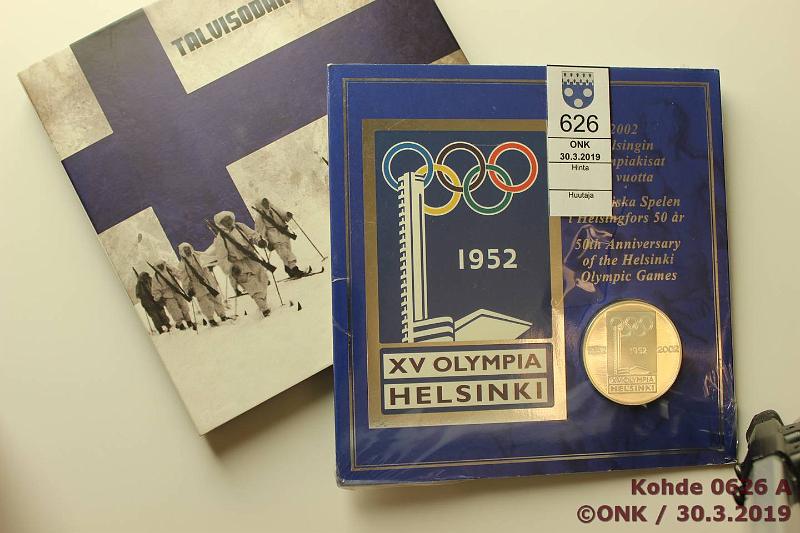 TALVISODAN
626
ONK
30.3.2019
Hinta
Huutaja
2002
vuotta
Spelen
i Helsingfors 50 år
50th Anniversary
of the Helsinki
Olympic Games
1952
XV OLYMPIA
HELSINKI
1952
2002
XV OLYMPIA
HELSINKI
Kohde 0626 A
©ONK / 30.3.2019